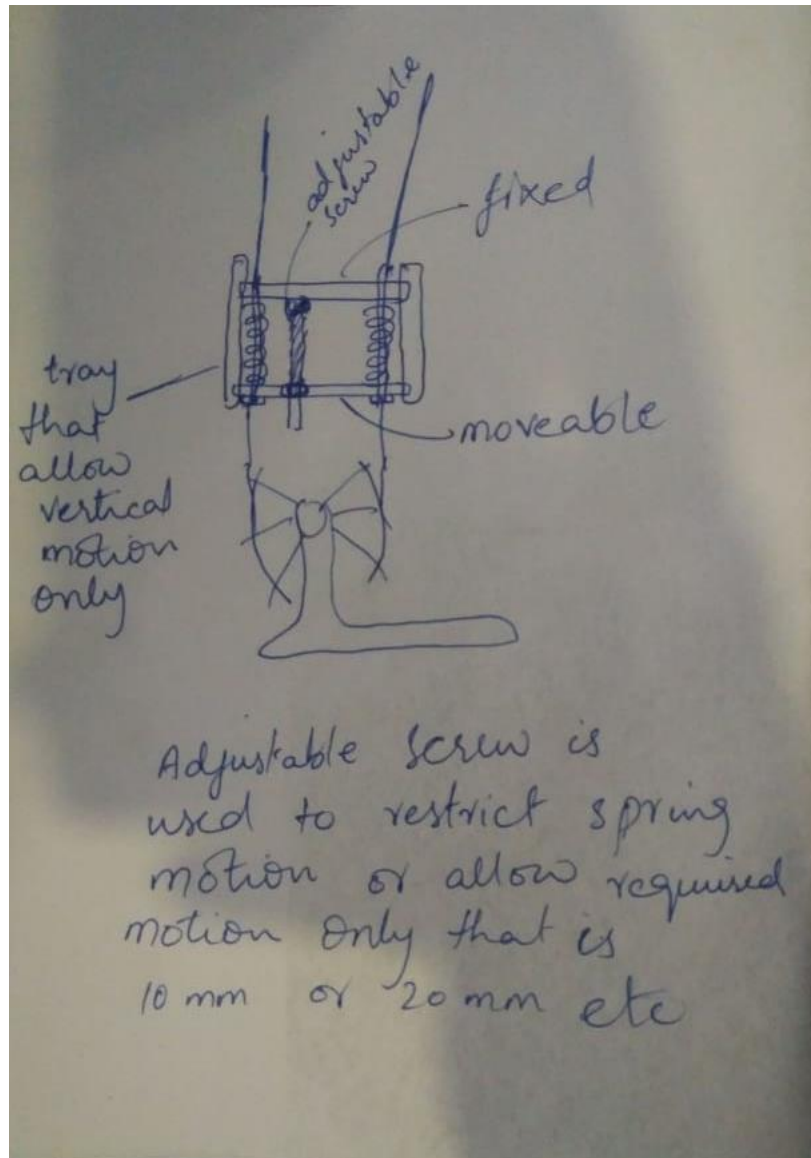 adjustable
screw
fixed
tray
that
allow
vertical
motion
only
moveable
Adjustable screw is
used to restrict spring
motion or allow required
motion only that is
10 mm or 20 mm etc